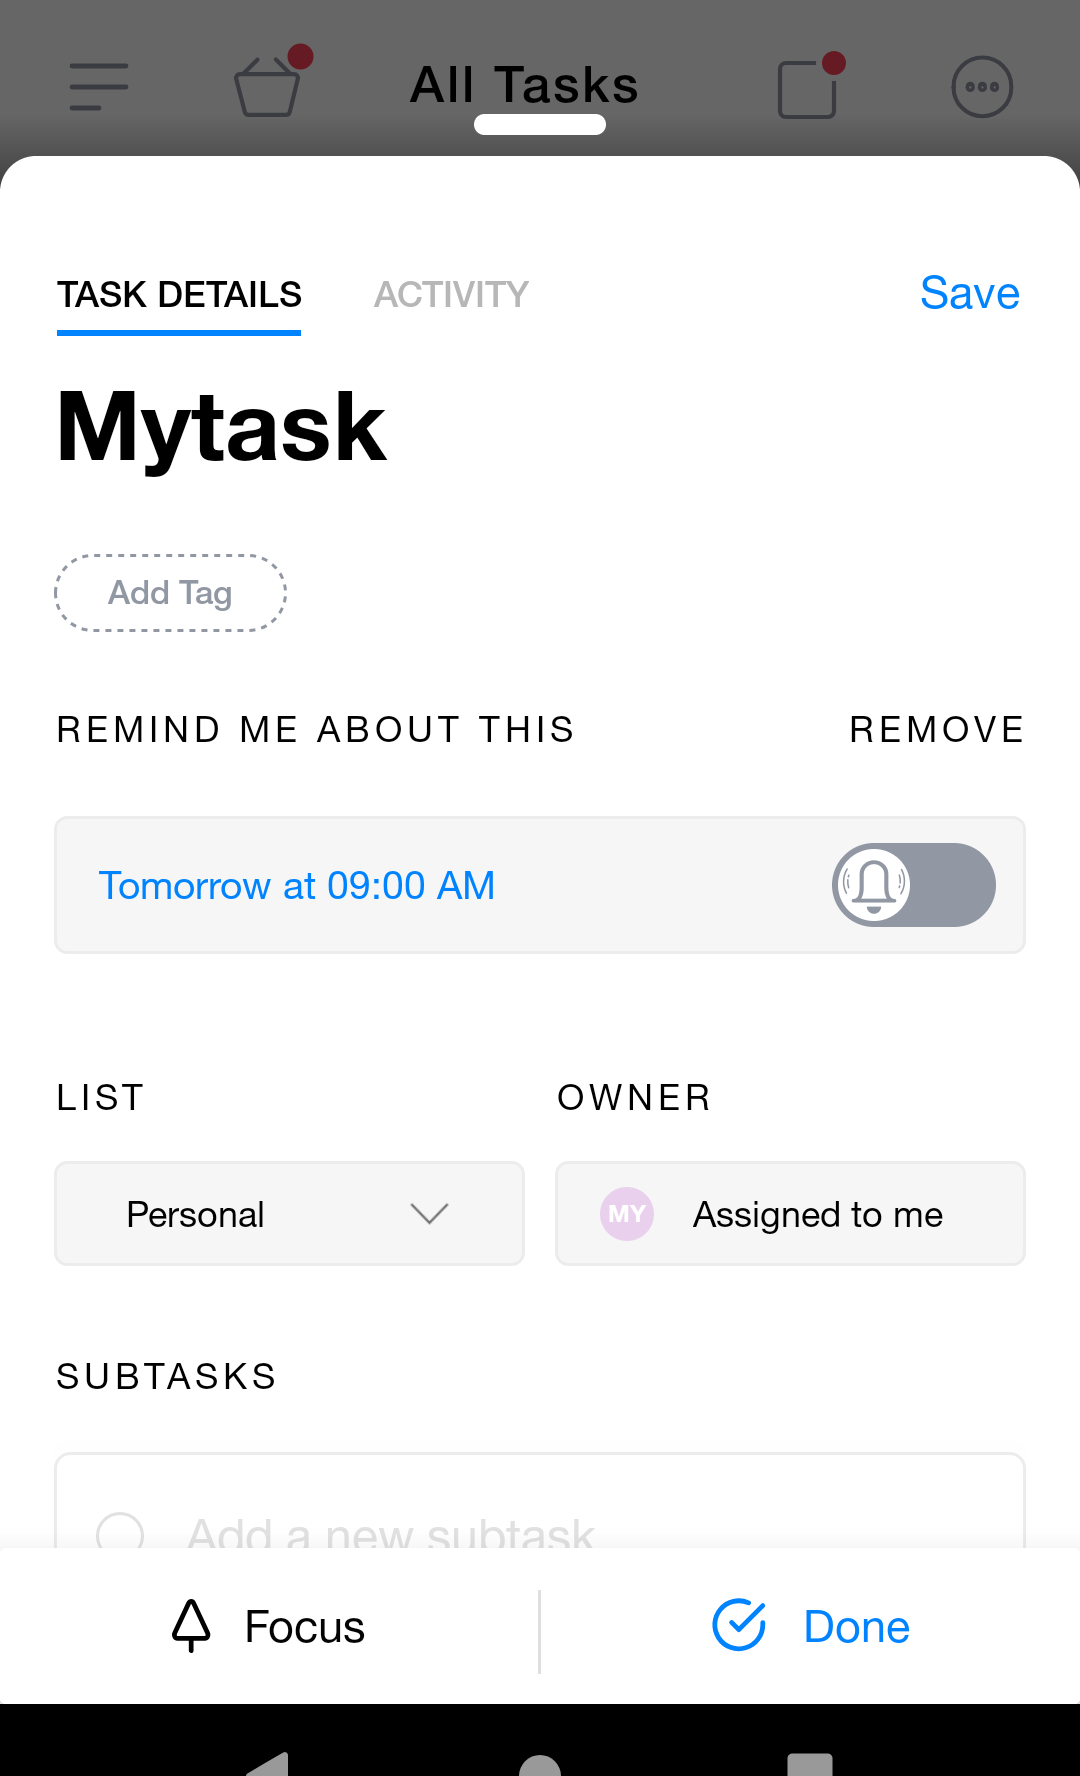 All Tasks
TASK DETAILS
ACTIVITY
Save
Mytask
Add Tag
REMIND ME ABOUT THIS
REMOVE
Tomorrow at 09:00 AM
LIST
OWNER
Personal
MY
Assigned to me
SUBTASKS
Add a new subtask
Focus
Done